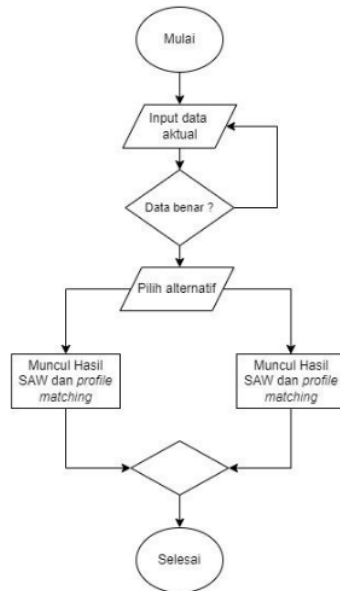 Mulai
Input data
aktual
Data benar ?
Pilih alternatif
Muncul Hasil
SAW dan profile
matching
Muncul Hasil
SAW dan profile
matching
Selesai